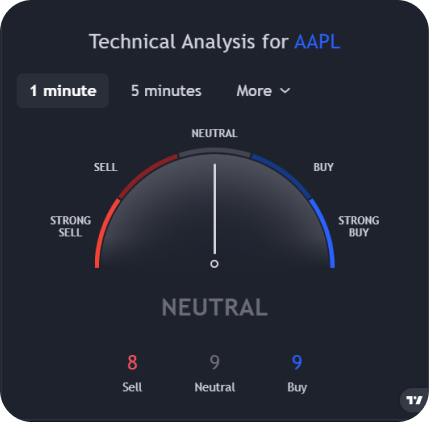 Technical Analysis for AAPL
1 minute 5 minutes More
NEUTRAL
SELL BUY
STRONG SELL STRONG BUY
NEUTRAL
8 9 9
Sell Neutral Buy